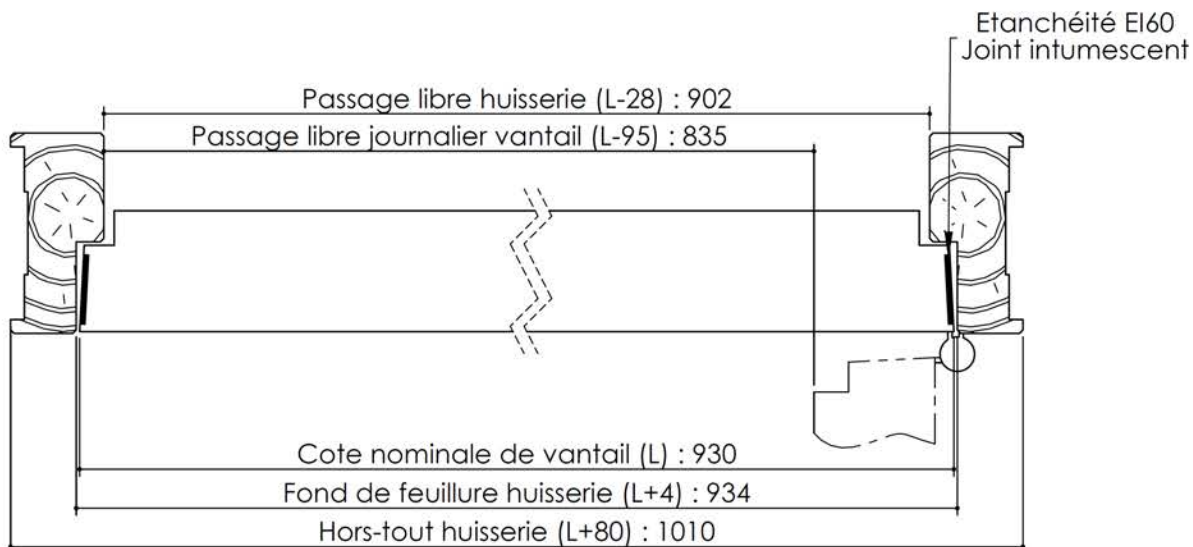 Etanchéité EI60
Joint intumescent
Passage libre huisserie (L-28) : 902
Passage libre journalier vantail (L-95) : 835
Cote nominale de vantail (L) : 930
Fond de feuillure huisserie (L+4) : 934
Hors-tout huisserie (L+80) : 1010